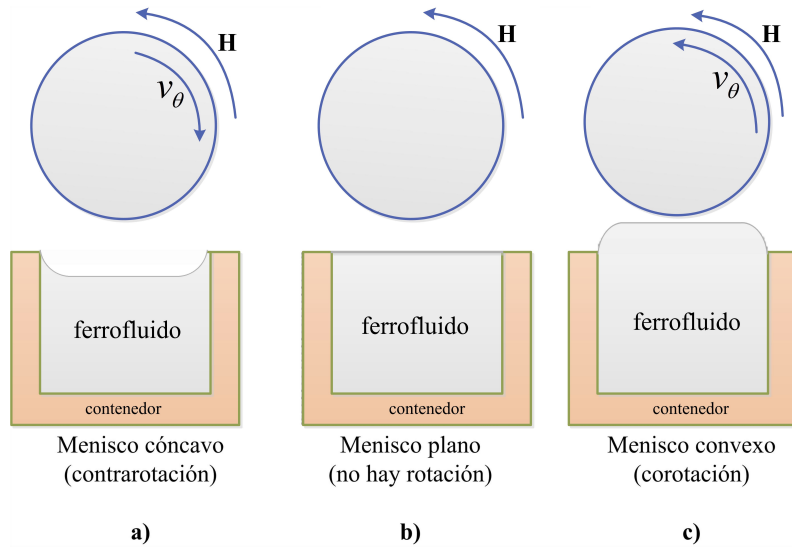 H
vθ
H
H
vθ
ferrofluido
ferrofluido
ferrofluido
contenedor
contenedor
contenedor
Menisco cóncavo
(contrarotación)
Menisco plano
(no hay rotación)
Menisco convexo
(corotación)
a)
b)
c)